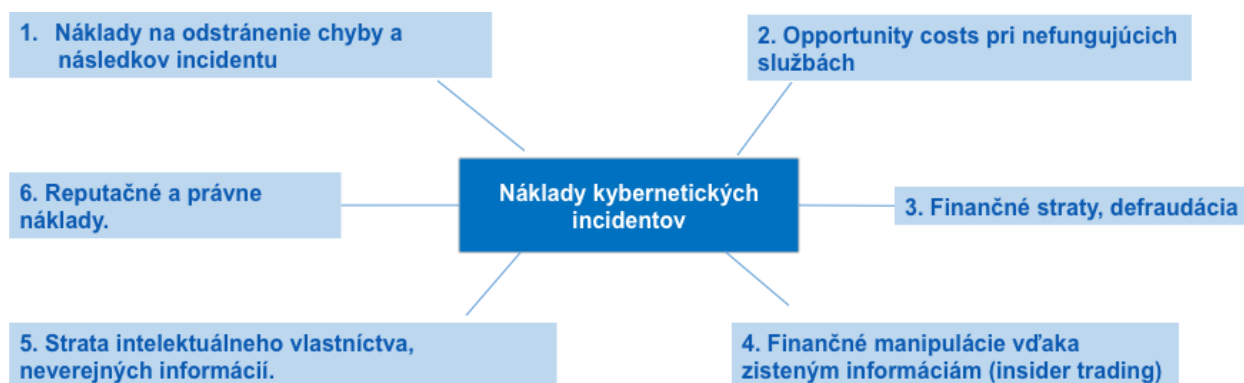 1. Náklady na odstránenie chyby a
následkov incidentu
2. Opportunity costs pri nefungujúcich
službách
6. Reputačné a právne
náklady.
Náklady kybernetických
incidentov
3. Finančné straty, defraudácia
5. Strata intelektuálneho vlastníctva,
neverejných informácií.
4. Finančné manipulácie vďaka
zisteným informáciám (insider trading)